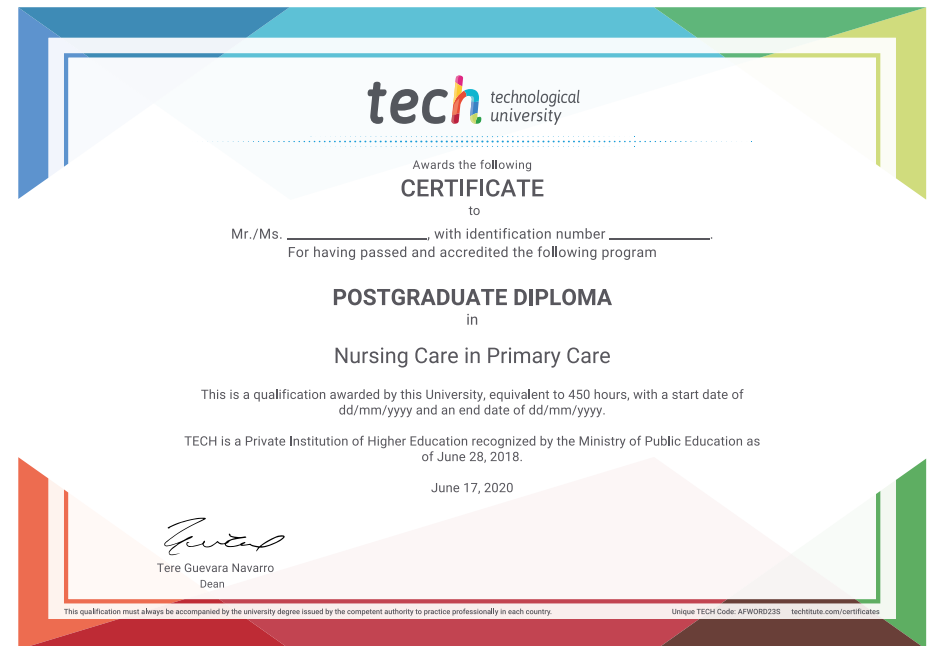 tech technological
university
Awards the following
CERTIFICATE
to
Mr./Ms. ____________________, with identification number ______________.
For having passed and accredited the following program
POSTGRADUATE DIPLOMA
in
Nursing Care in Primary Care
This is a qualification awarded by this University, equivalent to 450 hours, with a start date of
dd/mm/yyyy and an end date of dd/mm/yyyy.
TECH is a Private Institution of Higher Education recognized by the Ministry of Public Education as
of June 28, 2018.
June 17, 2020
Tere Guevara Navarro
Dean
This qualification must always be accompanied by the university degree issued by the competent authority to practice professionally in each country.
Unique TECH Code: AFWORD23S techtitute.com/certificates